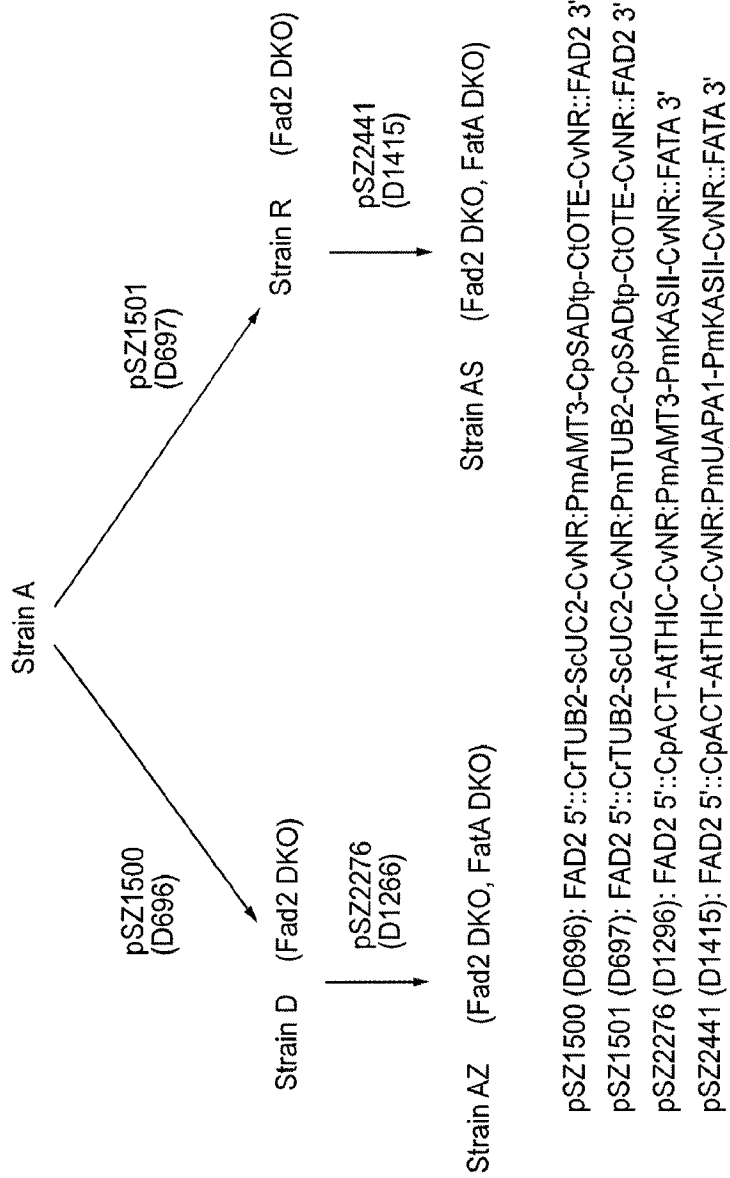 Strain A
pSZ1500
(D696)
pSZ1501
(D697)
Strain D (Fad2 DKO)
Strain R (Fad2 DKO)
pSZ2276
(D1266)
pSZ2441
(D1415)
Strain AZ (Fad2 DKO, FatA DKO)
Strain AS (Fad2 DKO, FatA DKO)
pSZ1500 (D696): FAD2 5'::CrTUB2-ScUC2-CvNR:PmAMT3-CpSADtp-CtOTE-CvNR::FAD2 3'
pSZ1501 (D697): FAD2 5'::CrTUB2-ScUC2-CvNR:PmTUB2-CpSADtp-CtOTE-CvNR::FAD2 3'
pSZ2276 (D1296): FAD2 5'::CpACT-AtTHIC-CvNR:PmAMT3-PmKASII-CvNR::FATA 3'
pSZ2441 (D1415): FAD2 5'::CpACT-AtTHIC-CvNR:PmUAPA1-PmKASII-CvNR::FATA 3'